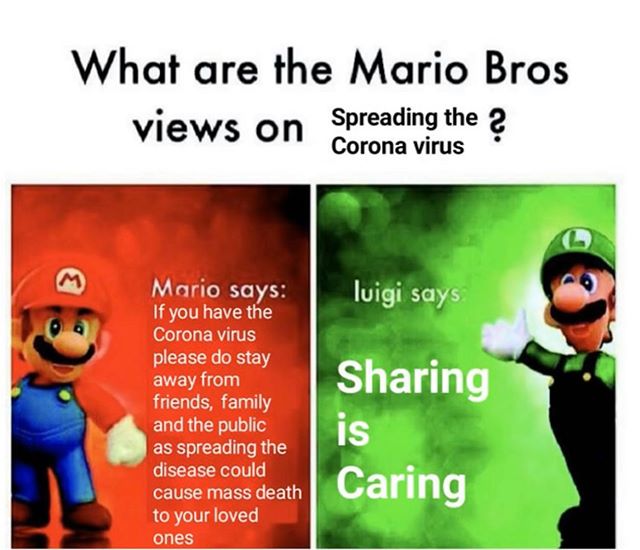 What are the Mario Bros
views on Spreading the ?
Corona virus
Mario says:
If you have the
Corona virus
please do stay
away from
friends, family
and the public
as spreading the
disease could
cause mass death
to your loved
ones
luigi says:
Sharing
is
Caring
M
L